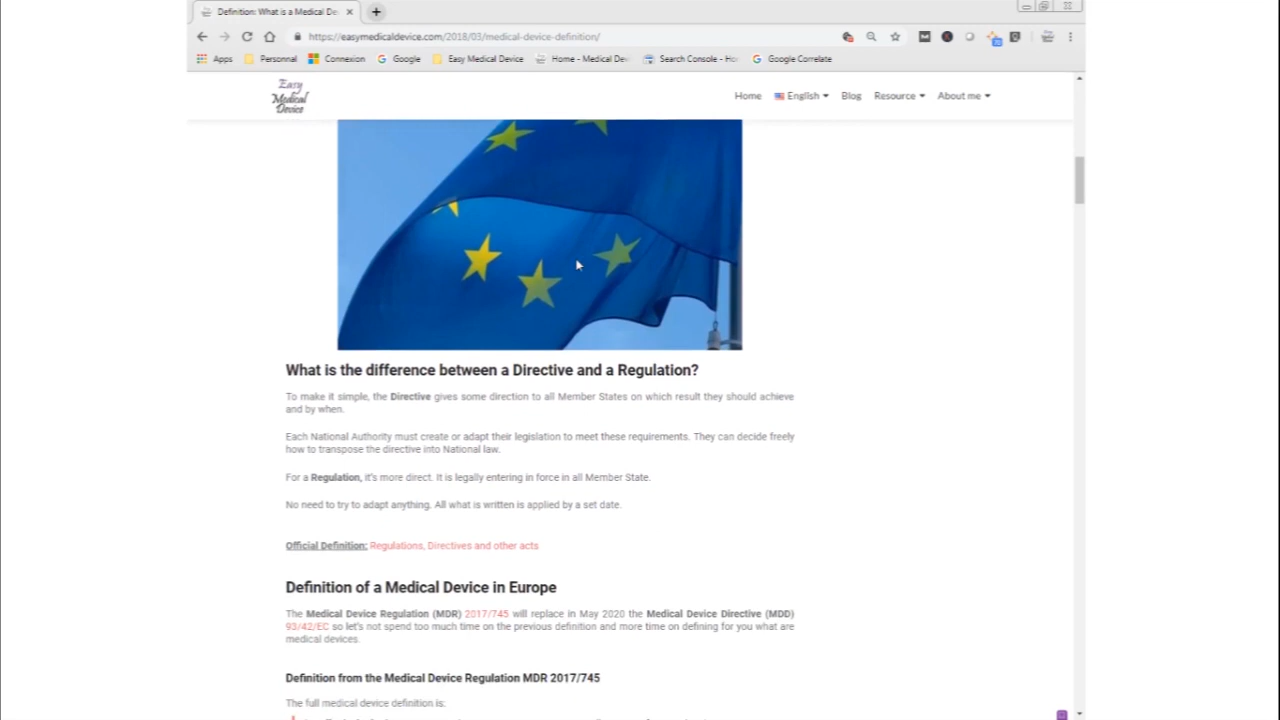 Definition: What is a Medical De
https://easymedicaldevice.com/2018/03/medical-device-definition/
Apps Personnal Connexion Google Easy Medical Device Home - Medical Dev Search Console - Ho Google Correlate
Easy
Medical
Device
Home English Blog Resource About me
What is the difference between a Directive and a Regulation?
To make it simple, the Directive gives some direction to all Member States on which result they should achieve
and by when.
Each National Authority must create or adapt their legislation to meet these requirements. They can decide freely
how to transpose the directive into National law.
For a Regulation, it's more direct. It is legally entering in force in all Member State.
No need to try to adapt anything. All what is written is applied by a set date.
Official Definition: Regulations, Directives and other acts
Definition of a Medical Device in Europe
The Medical Device Regulation (MDR) 2017/745 will replace in May 2020 the Medical Device Directive (MDD)
93/42/EC so let's not spend too much time on the previous definition and more time on defining for you what are
medical devices.
Definition from the Medical Device Regulation MDR 2017/745
The full medical device definition is: